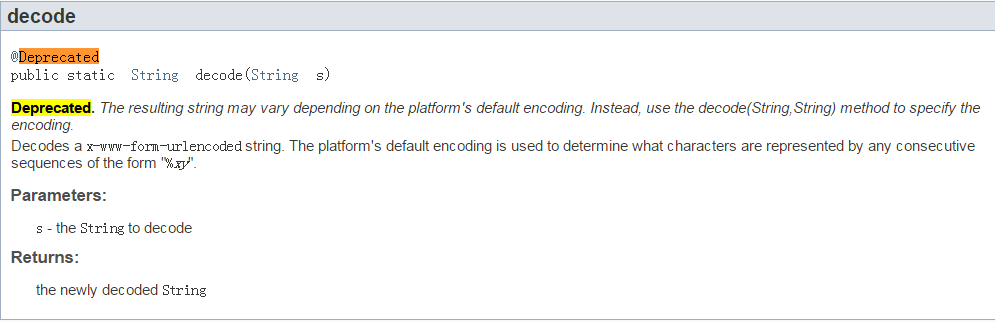 decode
@Deprecated
public static String decode(String s)
Deprecated. The resulting string may vary depending on the platform's default encoding. Instead, use the decode(String,String) method to specify the
encoding.
Decodes a x-www-form-urlencoded string. The platform's default encoding is used to determine what characters are represented by any consecutive
sequences of the form "%xy".
Parameters:
s - the String to decode
Returns:
the newly decoded String